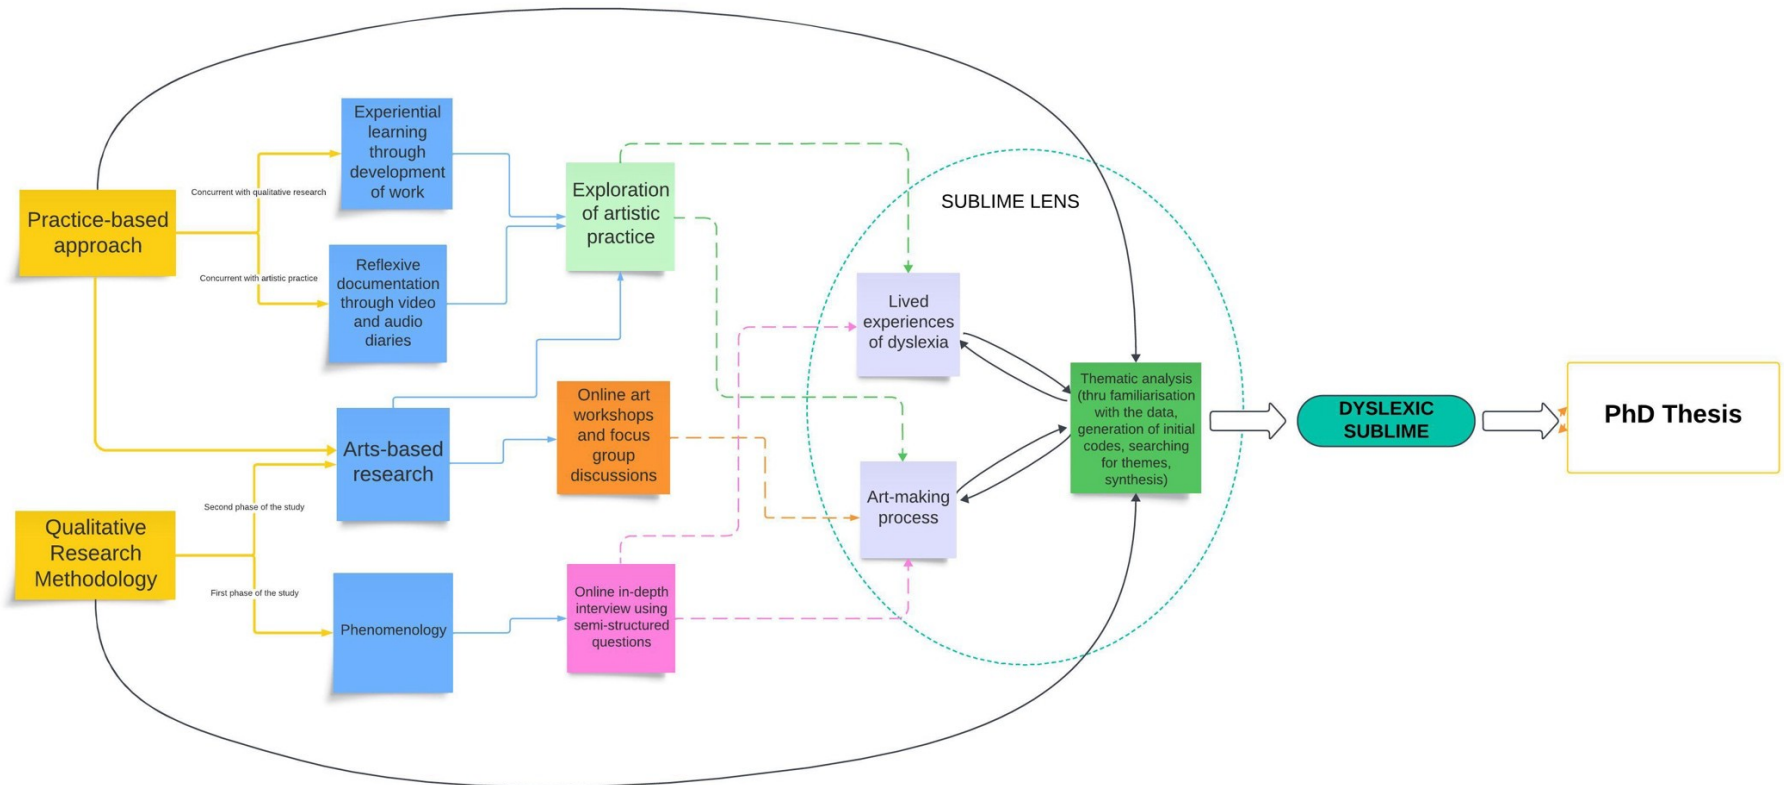 Practice-based
approach
Concurrent with qualitative research
Concurrent with artistic practice
Experiential
learning
through
development
of work
Reflexive
documentation
through video
and audio
diaries
Exploration
of artistic
practice
Qualitative
Research
Methodology
Second phase of the study
First phase of the study
Arts-based
research
Phenomenology
Online art
workshops
and focus
group
discussions
Online in-depth
interview using
semi-structured
questions
SUBLIME LENS
Lived
experiences
of dyslexia
Art-making
process
Thematic analysis
(thru familiarisation
with the data,
generation of initial
codes, searching
for themes,
synthesis)
DYSLEXIC
SUBLIME
PhD Thesis